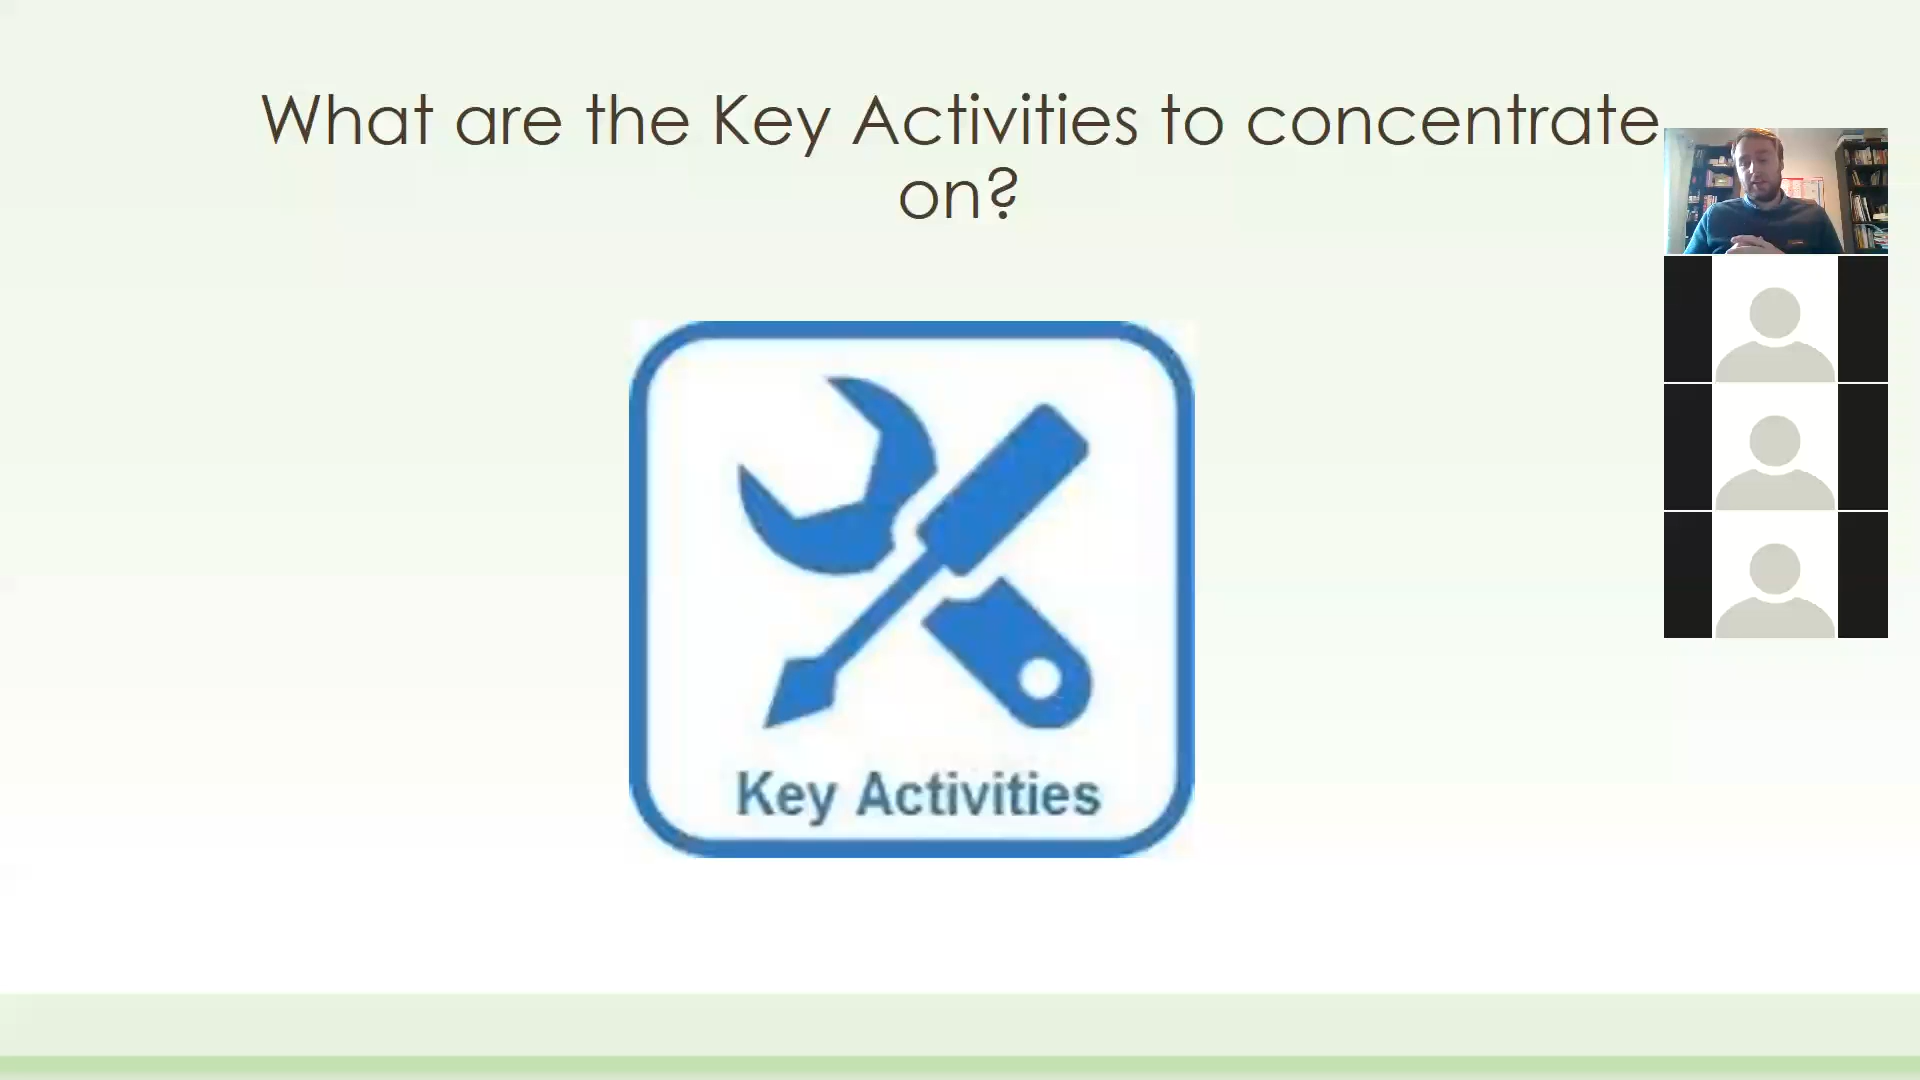 What are the Key Activities to concentrate
on?
Key Activities